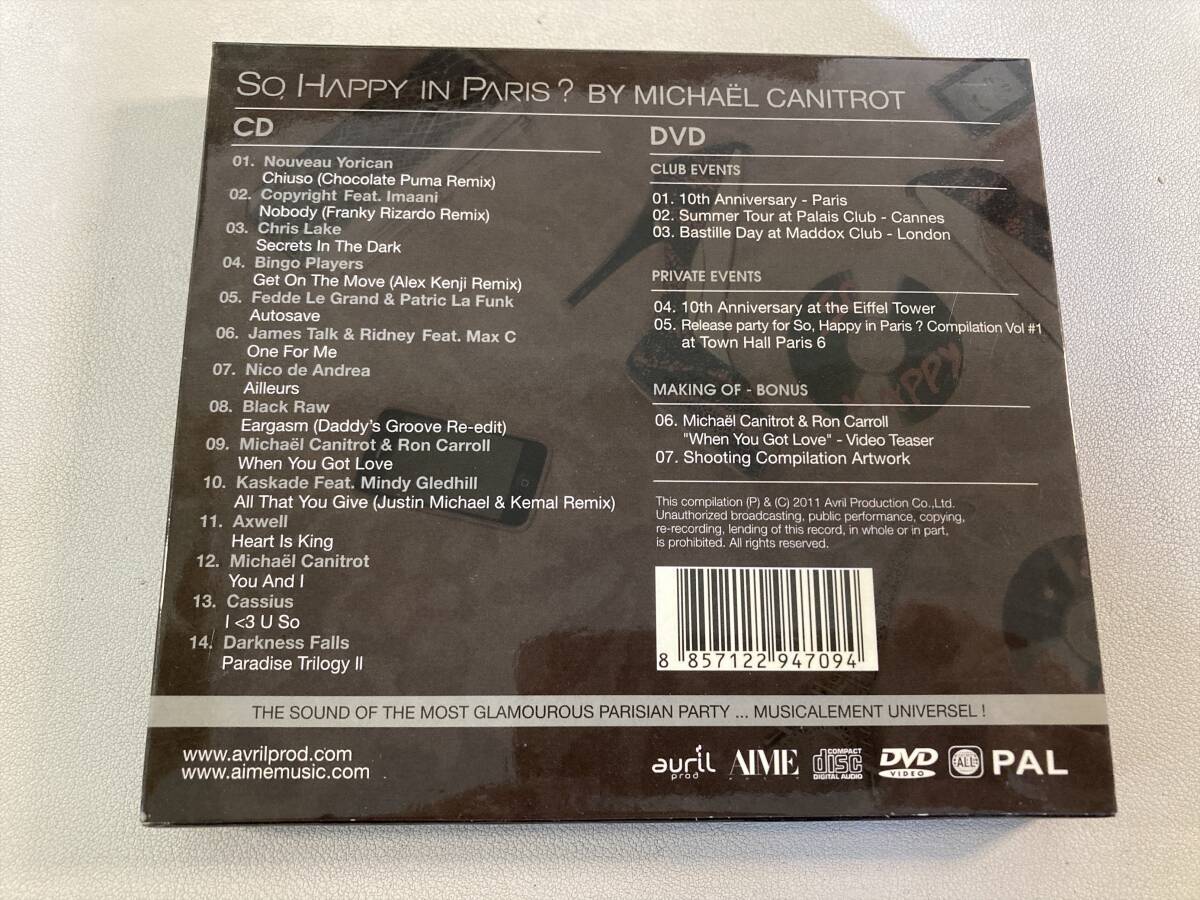 SO, HAPPY IN PARIS ? BY MICHAËL CANITROT
CD
01. Nouveau Yorican
Chiuso (Chocolate Puma Remix)
02. Copyright Feat. Imaani
Nobody (Franky Rizardo Remix)
03. Chris Lake
Secrets In The Dark
04. Bingo Players
Get On The Move (Alex Kenji Remix)
05. Fedde Le Grand & Patric La Funk
Autosave
06. James Talk & Ridney Feat. Max C
One For Me
07. Nico de Andrea
Ailleurs
08. Black Raw
Eargasm (Daddy's Groove Re-edit)
09. Michaël Canitrot & Ron Carroll
When You Got Love
10. Kaskade Feat. Mindy Gledhill
All That You Give (Justin Michael & Kemal Remix)
11. Axwell
Heart Is King
12. Michaël Canitrot
You And I
13. Cassius
I <3 U So
14. Darkness Falls
Paradise Trilogy II
DVD
CLUB EVENTS
01. 10th Anniversary - Paris
02. Summer Tour at Palais Club - Cannes
03. Bastille Day at Maddox Club - London
PRIVATE EVENTS
04. 10th Anniversary at the Eiffel Tower
05. Release party for So, Happy in Paris ? Compilation Vol #1
at Town Hall Paris 6
MAKING OF - BONUS
06. Michaël Canitrot & Ron Carroll
"When You Got Love" - Video Teaser
07. Shooting Compilation Artwork
This compilation (P) & (C) 2011 Avril Production Co.,Ltd.
Unauthorized broadcasting, public performance, copying,
re-recording, lending of this record, in whole or in part,
is prohibited. All rights reserved.
8 857122 947094
THE SOUND OF THE MOST GLAMOUROUS PARISIAN PARTY ... MUSICALEMENT UNIVERSEL !
www.avrilprod.com
www.aimemusic.com
avril prod AIME COMPACT disc DIGITAL AUDIO DVD VIDEO ALL PAL